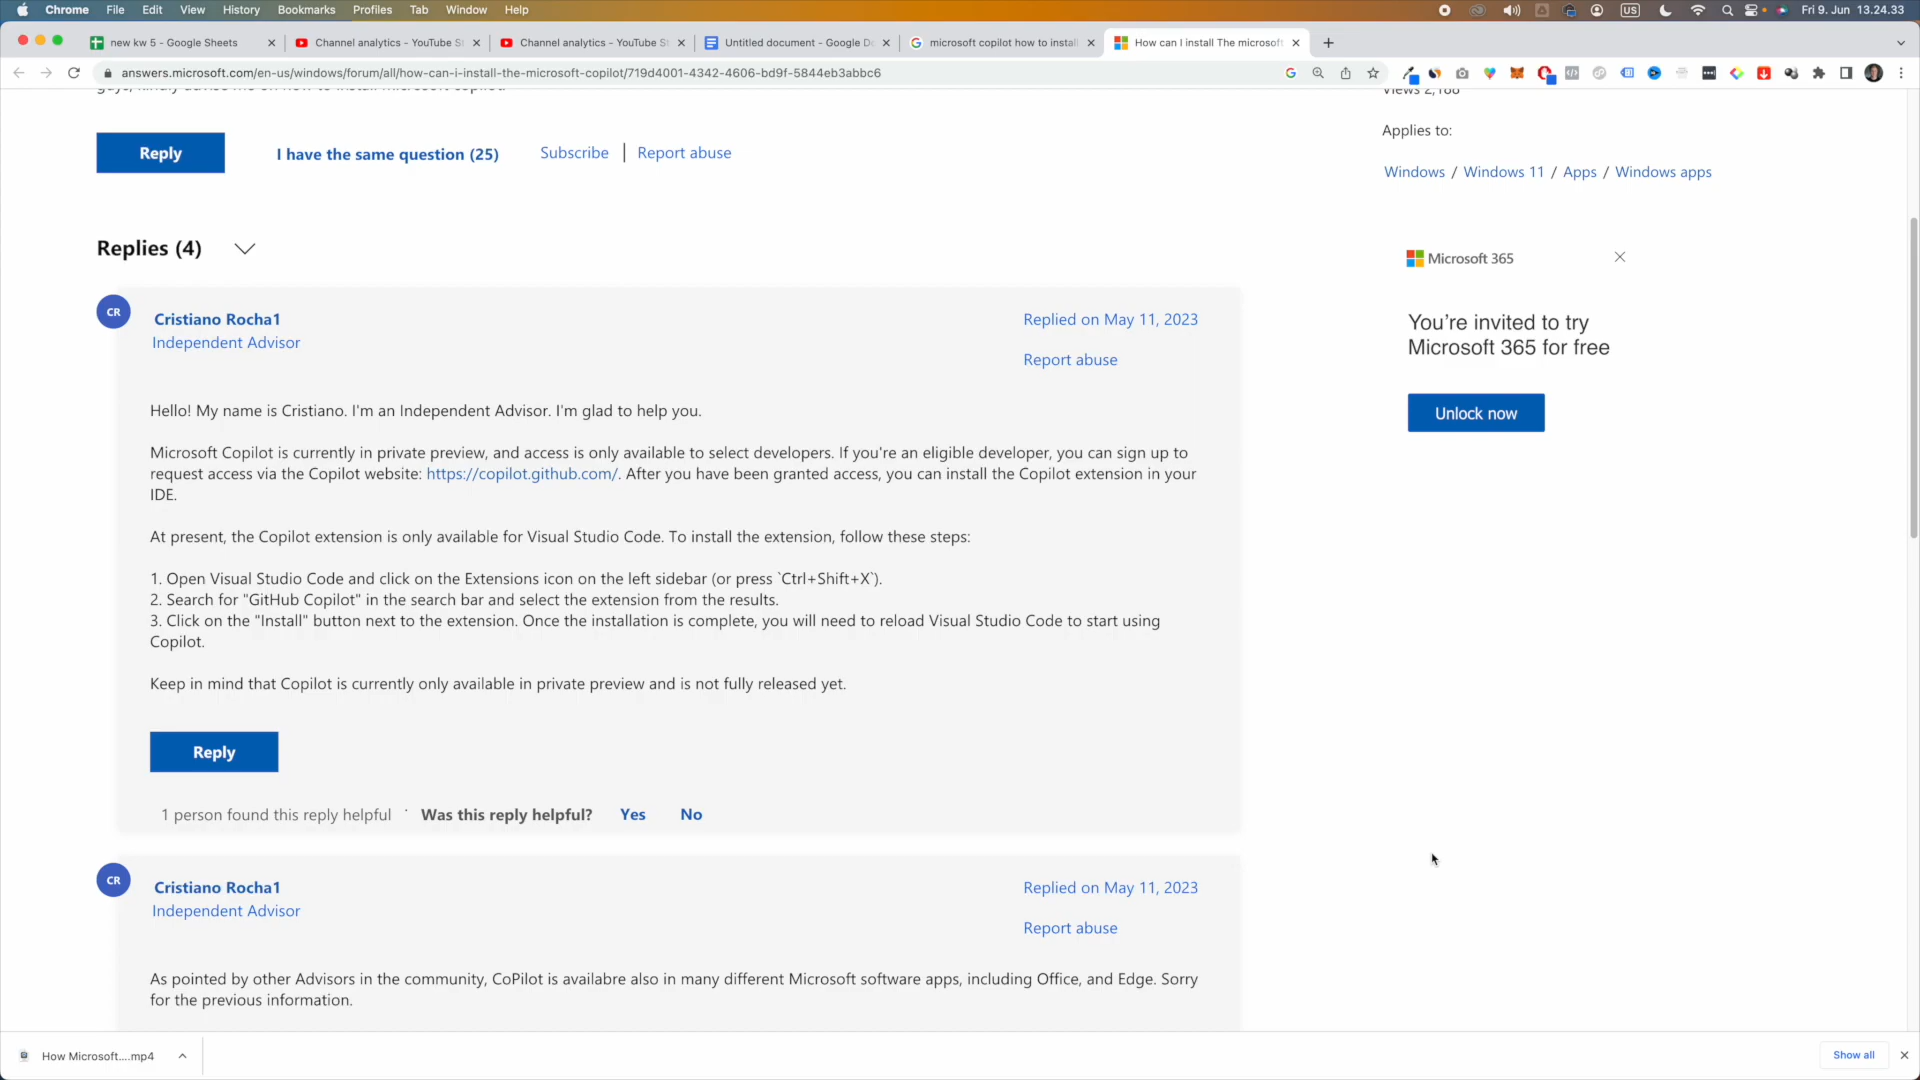 Chrome File Edit View History Bookmarks Profiles Tab Window Help US Fri 9. Jun 13.24.33
new kw 5 - Google Sheets
Channel analytics - YouTube St
Channel analytics - YouTube St
Untitled document - Google Do
microsoft copilot how to instal
How can I install The microsoft
answers.microsoft.com/en-us/windows/forum/all/how-can-i-install-the-microsoft-copilot/719d4001-4342-4606-bd9f-5844eb3abbc6
guys, kindly advise me on how to install microsoft copilot.
Views 2,188
Applies to:
Reply
I have the same question (25)
Subscribe | Report abuse
Windows / Windows 11 / Apps / Windows apps
Replies (4)
Microsoft 365
You're invited to try
Microsoft 365 for free
Unlock now
CR
Cristiano Rocha1
Independent Advisor
Replied on May 11, 2023
Report abuse
Hello! My name is Cristiano. I'm an Independent Advisor. I'm glad to help you.
Microsoft Copilot is currently in private preview, and access is only available to select developers. If you're an eligible developer, you can sign up to
request access via the Copilot website: https://copilot.github.com/. After you have been granted access, you can install the Copilot extension in your
IDE.
At present, the Copilot extension is only available for Visual Studio Code. To install the extension, follow these steps:
1. Open Visual Studio Code and click on the Extensions icon on the left sidebar (or press `Ctrl+Shift+X`).
2. Search for "GitHub Copilot" in the search bar and select the extension from the results.
3. Click on the "Install" button next to the extension. Once the installation is complete, you will need to reload Visual Studio Code to start using
Copilot.
Keep in mind that Copilot is currently only available in private preview and is not fully released yet.
Reply
1 person found this reply helpful · Was this reply helpful? Yes No
CR
Cristiano Rocha1
Independent Advisor
Replied on May 11, 2023
Report abuse
As pointed by other Advisors in the community, CoPilot is availabre also in many different Microsoft software apps, including Office, and Edge. Sorry
for the previous information.
How Microsoft....mp4
Show all